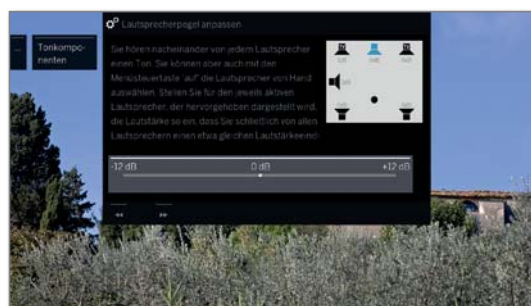 Lautsprecherpegel anpassen
...
Tonkompo-
nenten
Sie hören nacheinander von jedem Lautsprecher
einen Ton. Sie können aber auch mit den
Menüsteuertaste 'auf' die Lautsprecher von Hand
auswählen. Stellen Sie für den jeweils aktiven
Lautsprecher, der hervorgehoben dargestellt wird,
die Lautstärke so ein, dass Sie schließlich von allen
Lautsprechern einen etwa gleichen Lautstärkeeind-
-12 dB
0 dB
+12 dB